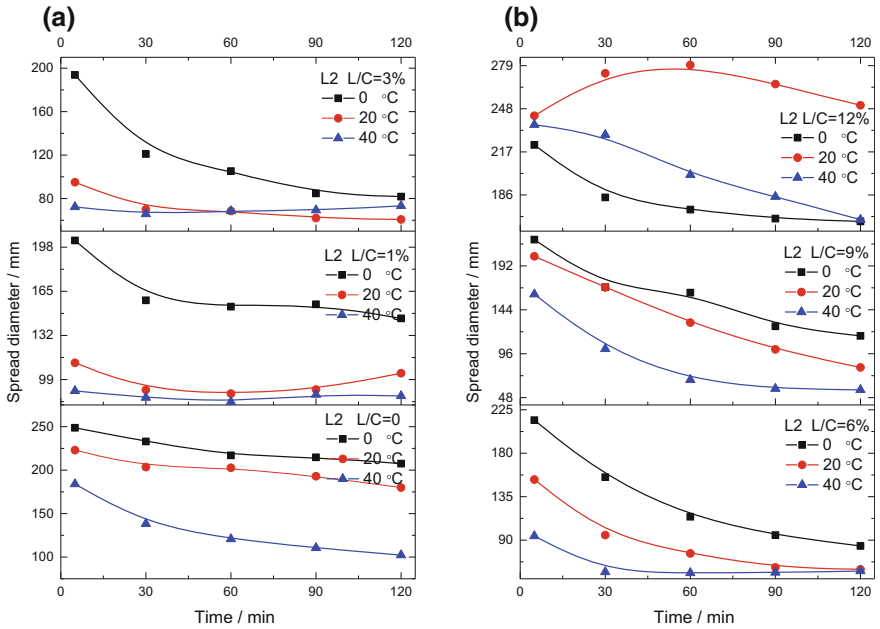 (a)
0 30 60 90 120
200
160
120
80
L2 L/C=3%
0 °C
20 °C
40 °C
198
165
132
99
L2 L/C=1%
0 °C
20 °C
40 °C
250
200
150
100
L2 L/C=0
0 °C
20 °C
40 °C
0 30 60 90 120
Time / min
Spread diameter / mm
(b)
0 30 60 90 120
279
248
217
186
L2 L/C=12%
0 °C
20 °C
40 °C
192
144
96
48
L2 L/C=9%
0 °C
20 °C
40 °C
225
180
135
90
L2 L/C=6%
0 °C
20 °C
40 °C
0 30 60 90 120
Time / min
Spread diameter / mm